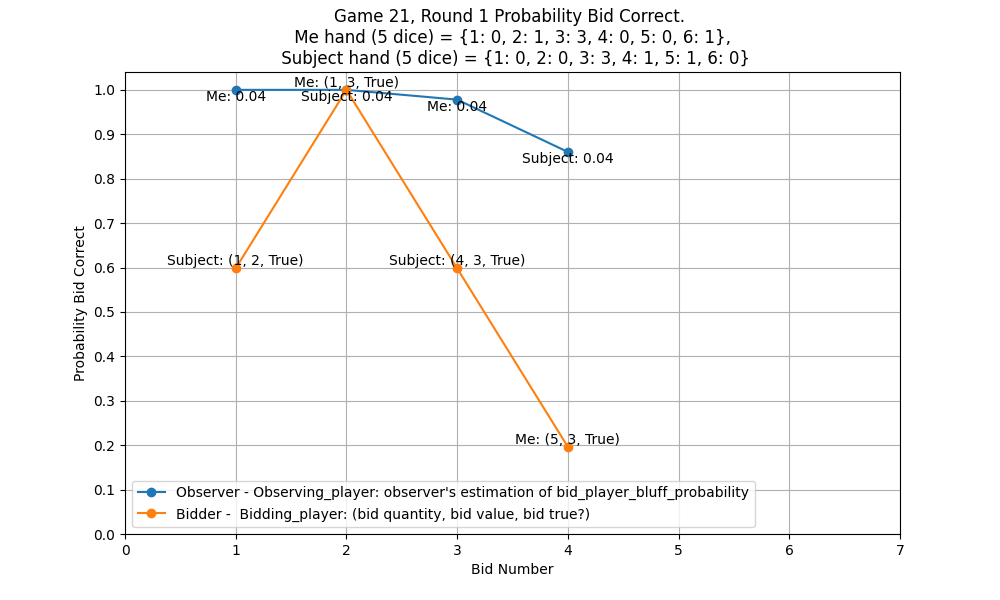 Game 21, Round 1 Probability Bid Correct.
Me hand (5 dice) = {1: 0, 2: 1, 3: 3, 4: 0, 5: 0, 6: 1},
Subject hand (5 dice) = {1: 0, 2: 0, 3: 3, 4: 1, 5: 1, 6: 0}
Me: (1, 3, True)
Me: 0.04
Subject: 0.04
Me: 0.04
Subject: 0.04
Subject: (1, 2, True)
Subject: (4, 3, True)
Me: (5, 3, True)
Probability Bid Correct
1.0
0.9
0.8
0.7
0.6
0.5
0.4
0.3
0.2
0.1
0.0
Observer - Observing_player: observer's estimation of bid_player_bluff_probability
Bidder -  Bidding_player: (bid quantity, bid value, bid true?)
0 1 2 3 4 5 6 7
Bid Number